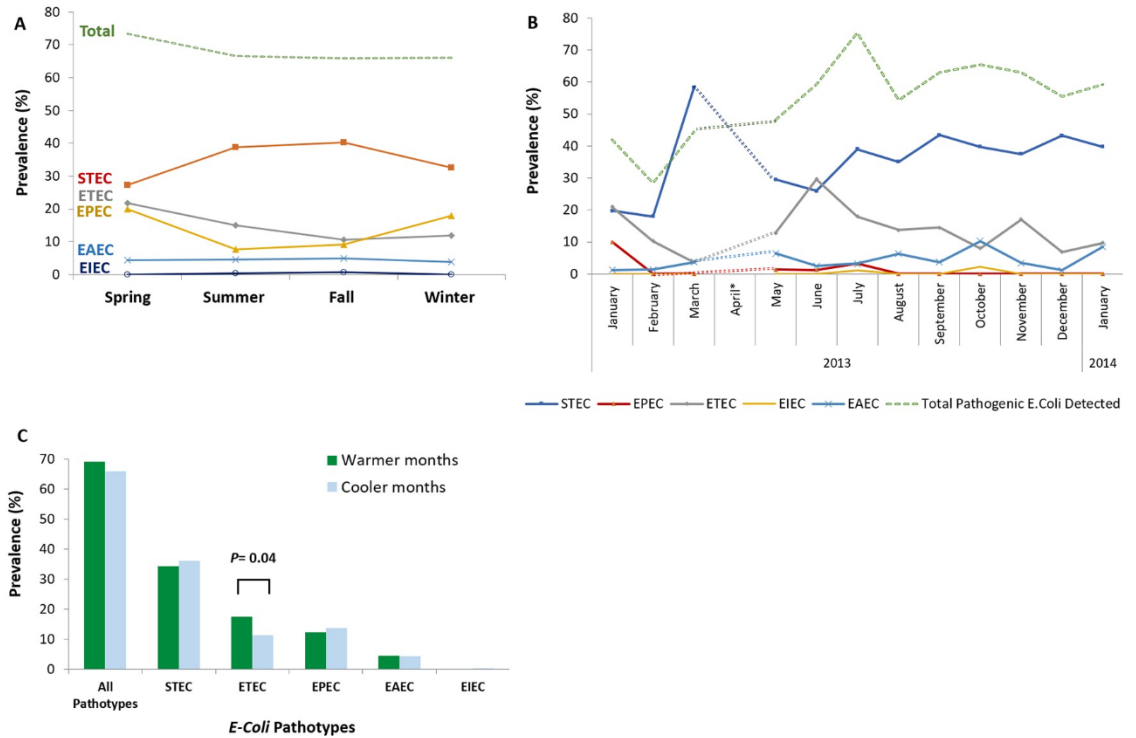 A
Prevalence (%)
80
70
60
50
40
30
20
10
0
Total
STEC
ETEC
EPEC
EAEC
EIEC
Spring Summer Fall Winter
B
Prevalence (%)
80
70
60
50
40
30
20
10
0
January
February
March
April*
May
June
July
August
September
October
November
December
January
2013 2014
STEC EPEC ETEC EIEC EAEC Total Pathogenic E.Coli Detected
C
Prevalence (%)
70
60
50
40
30
20
10
0
Warmer months
Cooler months
P= 0.04
All
Pathotypes
STEC ETEC EPEC EAEC EIEC
E-Coli Pathotypes